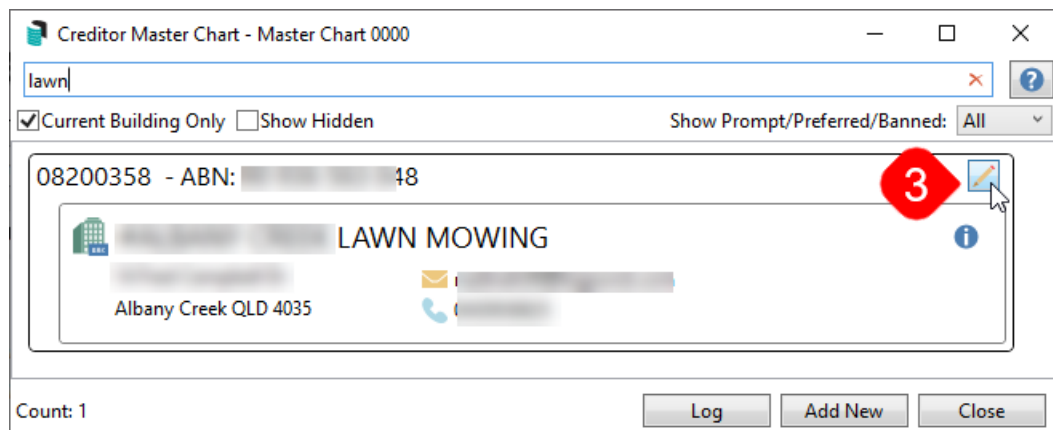 Creditor Master Chart - Master Chart 0000
lawn
Current Building Only Show Hidden Show Prompt/Preferred/Banned: All
08200358 - ABN: 48
3
LAWN MOWING
Albany Creek QLD 4035
Count: 1 Log Add New Close